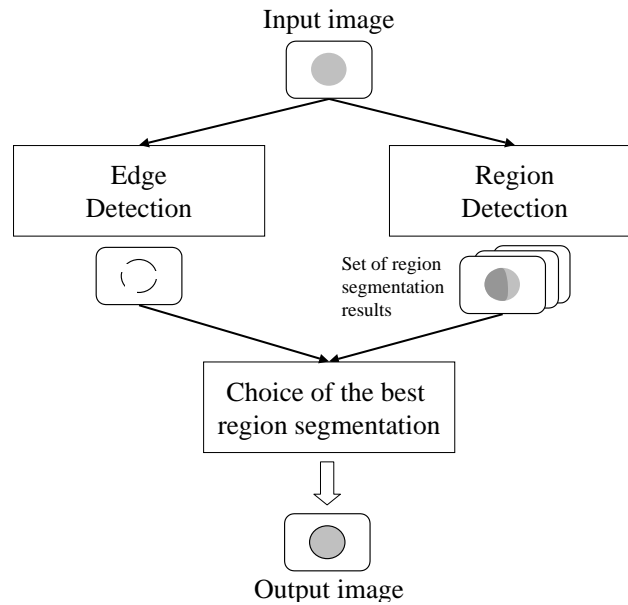 Input image
Edge
Detection
Region
Detection
Set of region
segmentation
results
Choice of the best
region segmentation
Output image